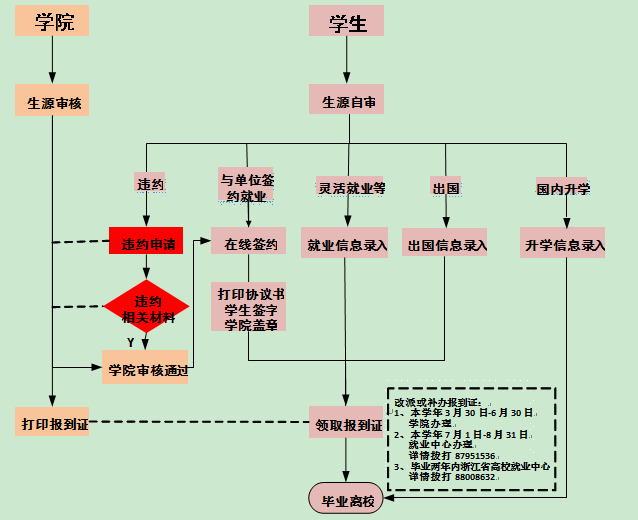 学院
学生
生源审核
生源自审
违约
与单位签
约就业
灵活就业等
出国
国内升学
违约申请
在线签约
就业信息录入
出国信息录入
升学信息录入
违约
相关材料
打印协议书
学生签字
学院盖章
Y
学院审核通过
打印报到证
领取报到证
改派或补办报到证：
1、本学年3月30日-6月30日
学院办理
2、本学年7月1日-8月31日
就业中心办理
详情拨打 87951536
3、毕业两年内浙江省高校就业中心
详情拨打 88008632
毕业离校